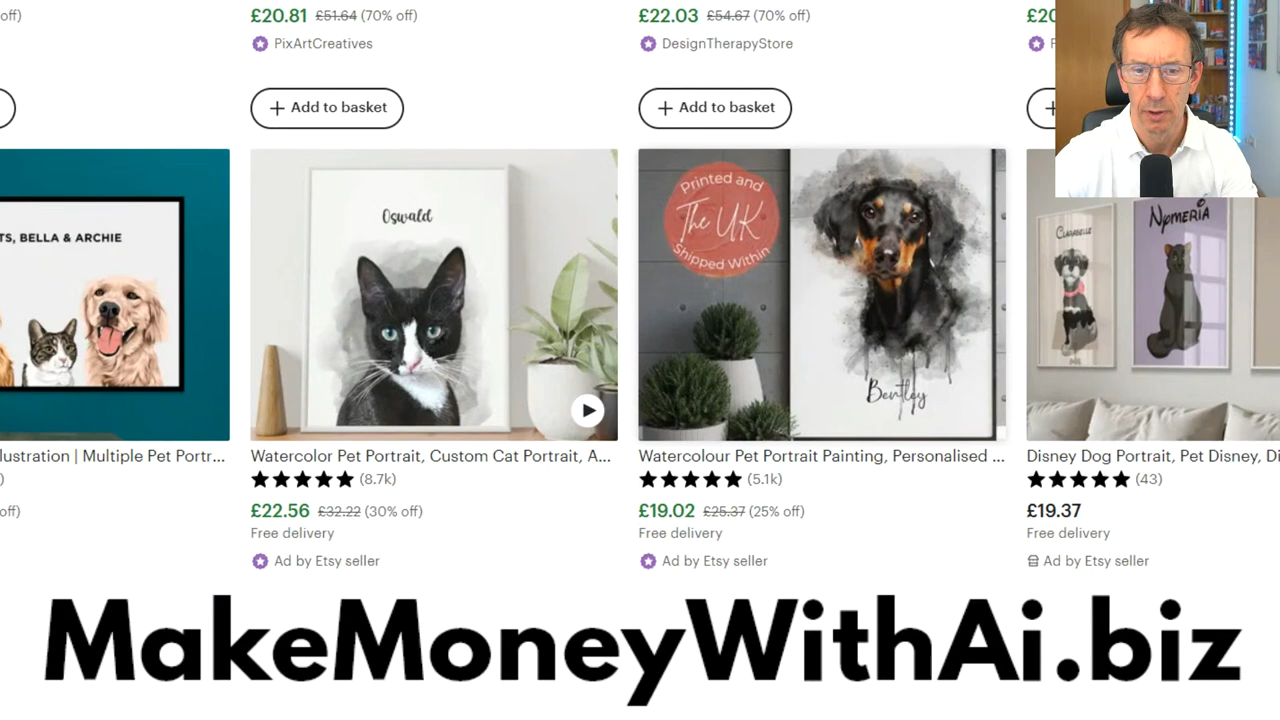 off)
£20.81 £51.64 (70% off)
PixArtCreatives
+ Add to basket
£22.03 £54.67 (70% off)
DesignTherapyStore
+ Add to basket
TS, BELLA & ARCHIE
llustration | Multiple Pet Portr...
off)
Oswald
Watercolor Pet Portrait, Custom Cat Portrait, A...
(8.7k)
£22.56 £32.22 (30% off)
Free delivery
Ad by Etsy seller
Printed and
The UK
Shipped Within
Bentley
Watercolour Pet Portrait Painting, Personalised ...
(5.1k)
£19.02 £25.37 (25% off)
Free delivery
Ad by Etsy seller
£20
CLARABELLE
NYMERIA
Disney Dog Portrait, Pet Disney, Di
(43)
£19.37
Free delivery
Ad by Etsy seller
MakeMoneyWithAi.biz